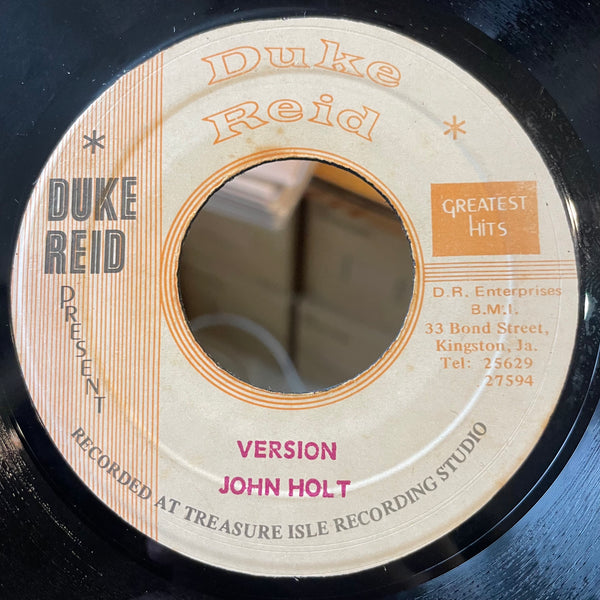 Duke
Reid
*
*
DUKE
REID
PRESENT
GREATEST
HITS
D.R. Enterprises
B.M.I.
33 Bond Street,
Kingston, Ja.
Tel: 25629
27594
VERSION
JOHN HOLT
RECORDED AT TREASURE ISLE RECORDING STUDIO